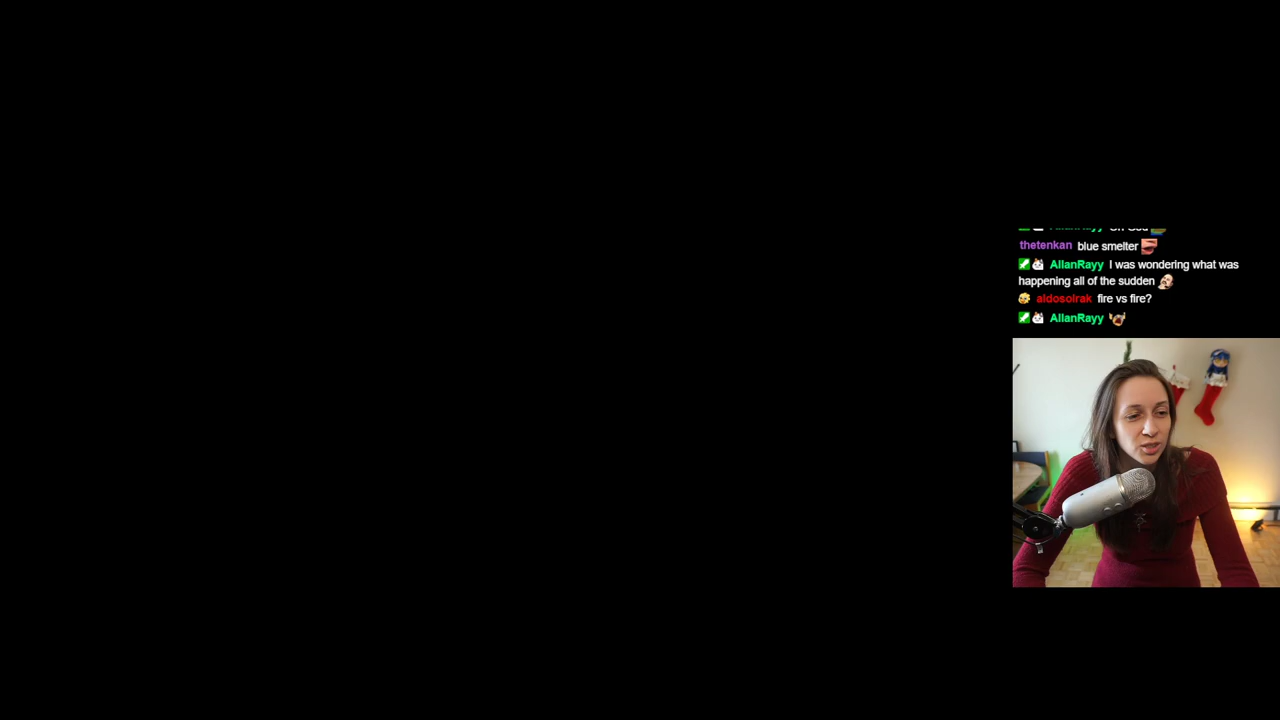 thetenkan blue smelter
AllanRayy I was wondering what was
happening all of the sudden
aldosolrak fire vs fire?
AllanRayy